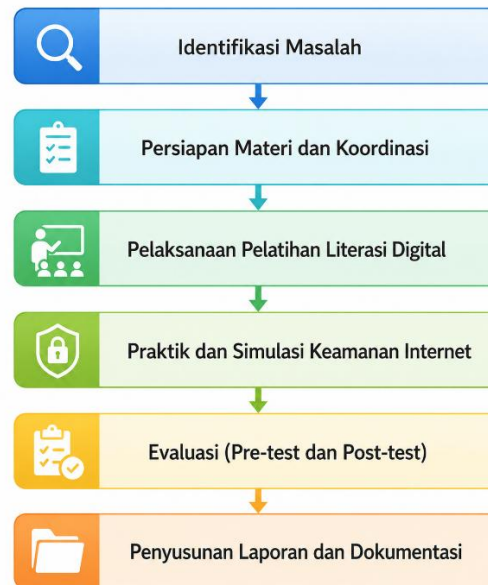 Identifikasi Masalah
Persiapan Materi dan Koordinasi
Pelaksanaan Pelatihan Literasi Digital
Praktik dan Simulasi Keamanan Internet
Evaluasi (Pre-test dan Post-test)
Penyusunan Laporan dan Dokumentasi